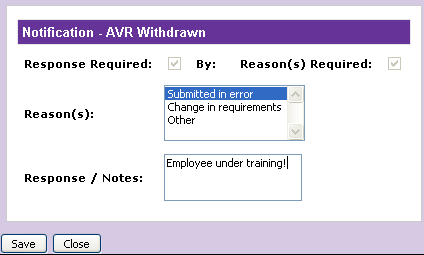 Notification - AVR Withdrawn
Response Required: By: Reason(s) Required:
Reason(s):
Submitted in error
Change in requirements
Other
Response / Notes:
Employee under training!
Save Close